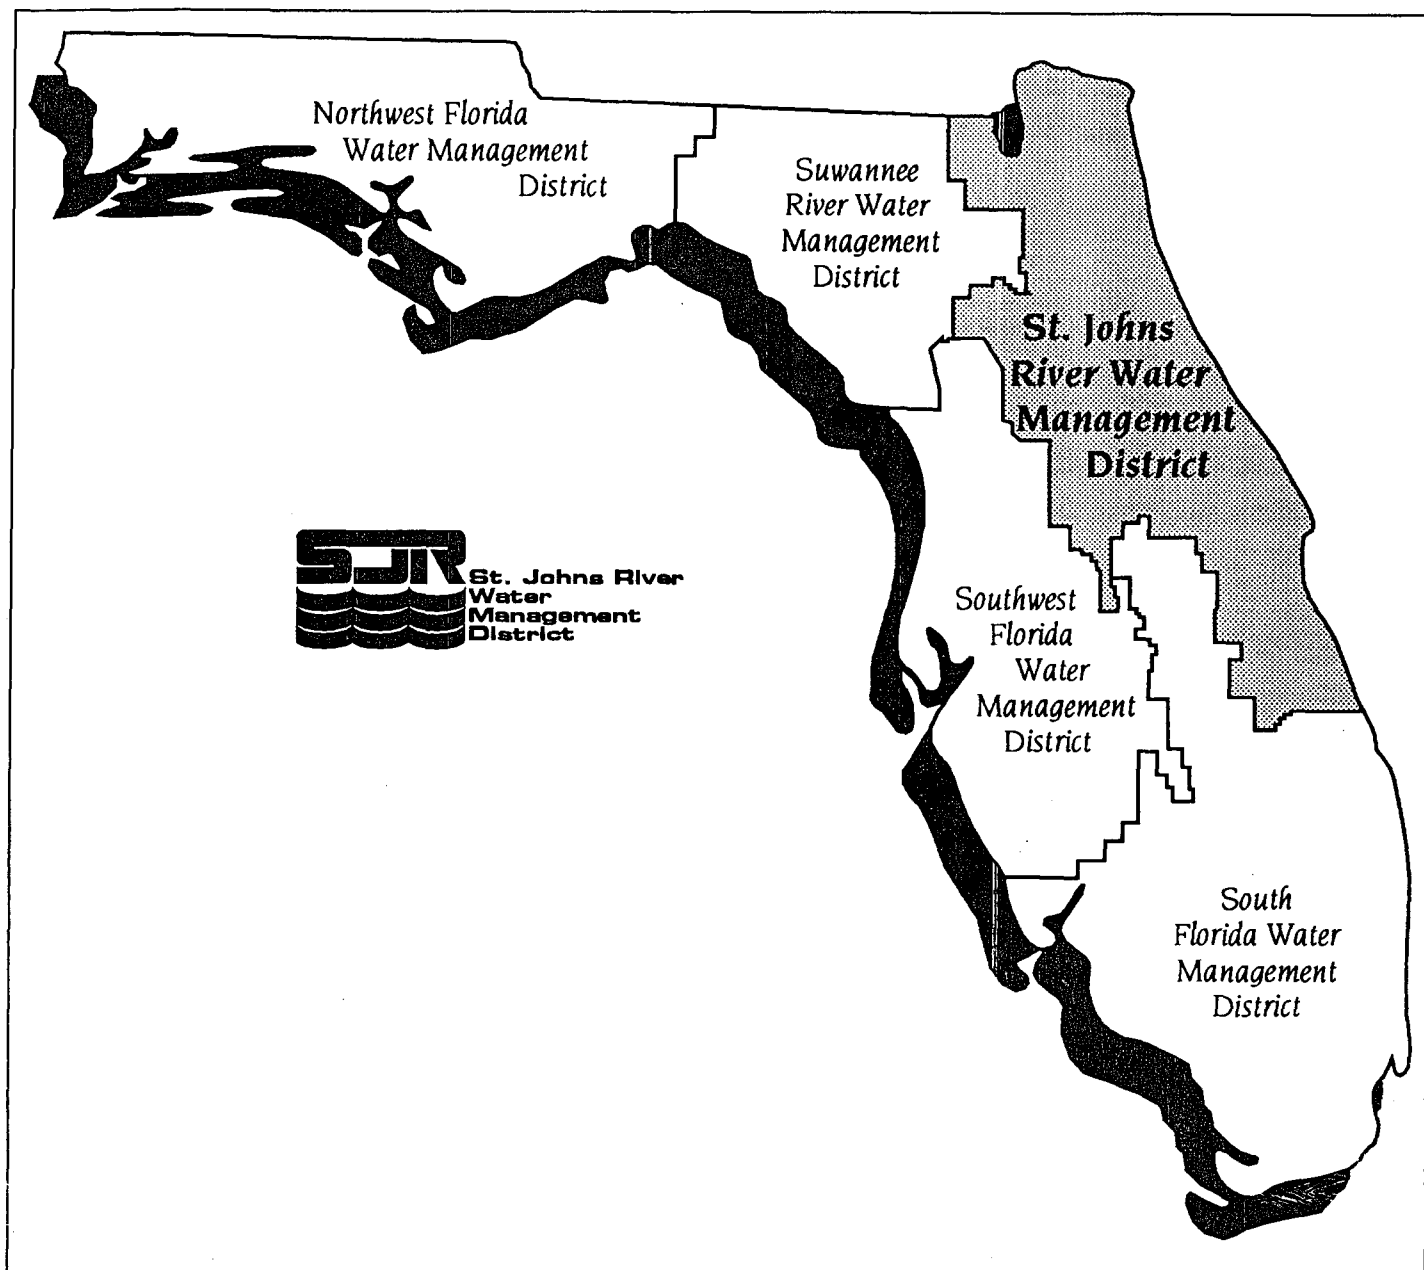 Northwest Florida
Water Management
District
Suwannee
River Water
Management
District
St. Johns
River Water
Management
District
SJR
St. Johns River
Water
Management
District
Southwest
Florida
Water
Management
District
South
Florida Water
Management
District